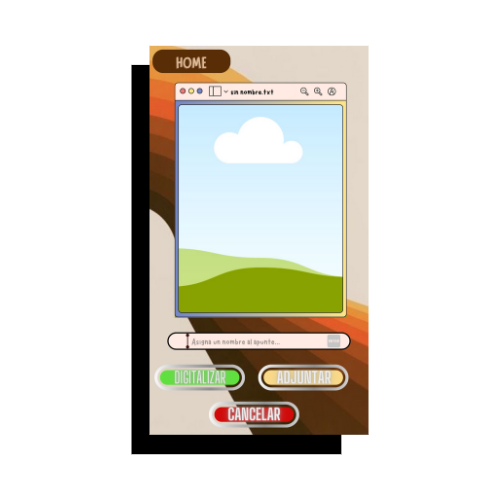 HOME
un nombre.txt
Asigna un nombre al apunte...
DIGITALIZAR
ADJUNTAR
CANCELAR